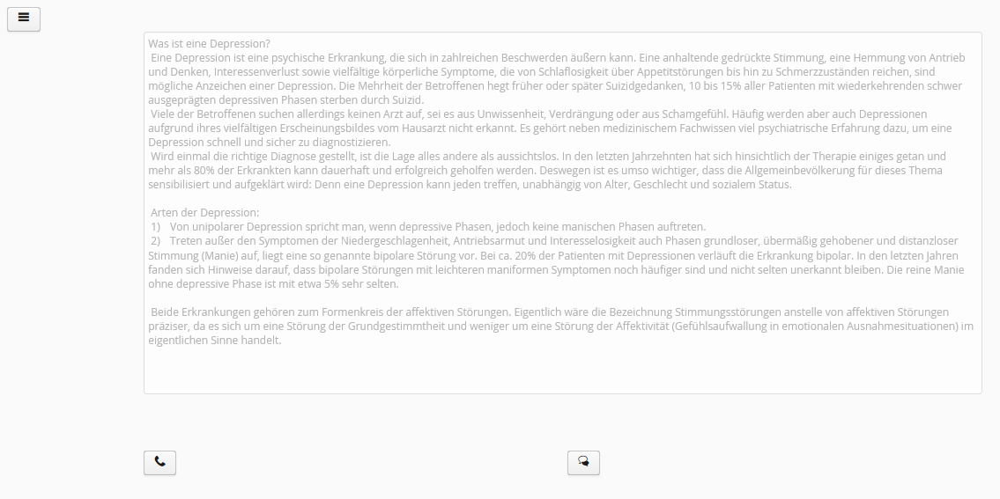 Was ist eine Depression?
Eine Depression ist eine psychische Erkrankung, die sich in zahlreichen Beschwerden äußern kann. Eine anhaltende gedrückte Stimmung, eine Hemmung von Antrieb
und Denken, Interessenverlust sowie vielfältige körperliche Symptome, die von Schlaflosigkeit über Appetitstörungen bis hin zu Schmerzzuständen reichen, sind
mögliche Anzeichen einer Depression. Die Mehrheit der Betroffenen hegt früher oder später Suizidgedanken, 10 bis 15% aller Patienten mit wiederkehrenden schwer
ausgeprägten depressiven Phasen sterben durch Suizid.
Viele der Betroffenen suchen allerdings keinen Arzt auf, sei es aus Unwissenheit, Verdrängung oder aus Schamgefühl. Häufig werden aber auch Depressionen
aufgrund ihres vielfältigen Erscheinungsbildes vom Hausarzt nicht erkannt. Es gehört neben medizinischem Fachwissen viel psychiatrische Erfahrung dazu, um eine
Depression schnell und sicher zu diagnostizieren.
Wird einmal die richtige Diagnose gestellt, ist die Lage alles andere als aussichtslos. In den letzten Jahrzehnten hat sich hinsichtlich der Therapie einiges getan und
mehr als 80% der Erkrankten kann dauerhaft und erfolgreich geholfen werden. Deswegen ist es umso wichtiger, dass die Allgemeinbevölkerung für dieses Thema
sensibilisiert und aufgeklärt wird: Denn eine Depression kann jeden treffen, unabhängig von Alter, Geschlecht und sozialem Status.
Arten der Depression:
1) Von unipolarer Depression spricht man, wenn depressive Phasen, jedoch keine manischen Phasen auftreten.
2) Treten außer den Symptomen der Niedergeschlagenheit, Antriebsarmut und Interesselosigkeit auch Phasen grundloser, übermäßig gehobener und distanzloser
Stimmung (Manie) auf, liegt eine so genannte bipolare Störung vor. Bei ca. 20% der Patienten mit Depressionen verläuft die Erkrankung bipolar. In den letzten Jahren
fanden sich Hinweise darauf, dass bipolare Störungen mit leichteren maniformen Symptomen noch häufiger sind und nicht selten unerkannt bleiben. Die reine Manie
ohne depressive Phase ist mit etwa 5% sehr selten.
Beide Erkrankungen gehören zum Formenkreis der affektiven Störungen. Eigentlich wäre die Bezeichnung Stimmungsstörungen anstelle von affektiven Störungen
präziser, da es sich um eine Störung der Grundgestimmtheit und weniger um eine Störung der Affektivität (Gefühlsaufwallung in emotionalen Ausnahmesituationen) im
eigentlichen Sinne handelt.